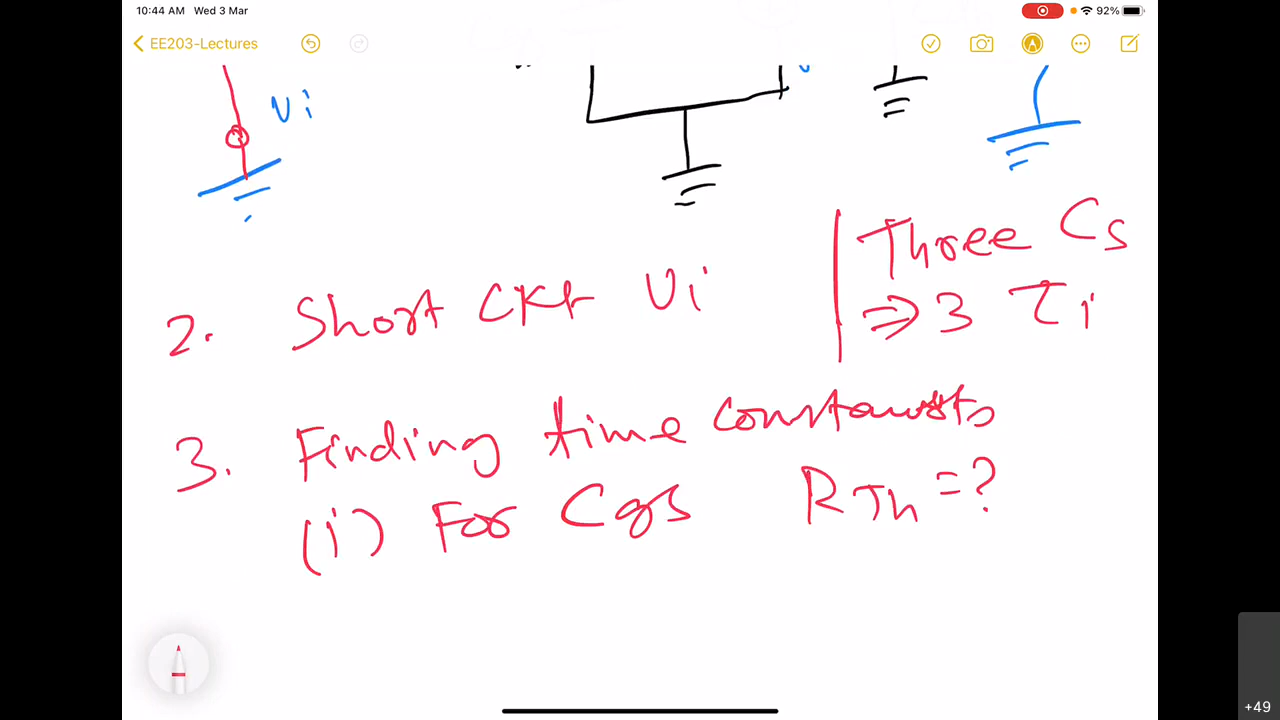 10:44 AM Wed 3 Mar
92%
EE203-Lectures
Vi
2. Short CKt Vi
Three Cs
⇒ 3 τi
3. Finding time constants
(i) For Cgs RTh = ?
+49